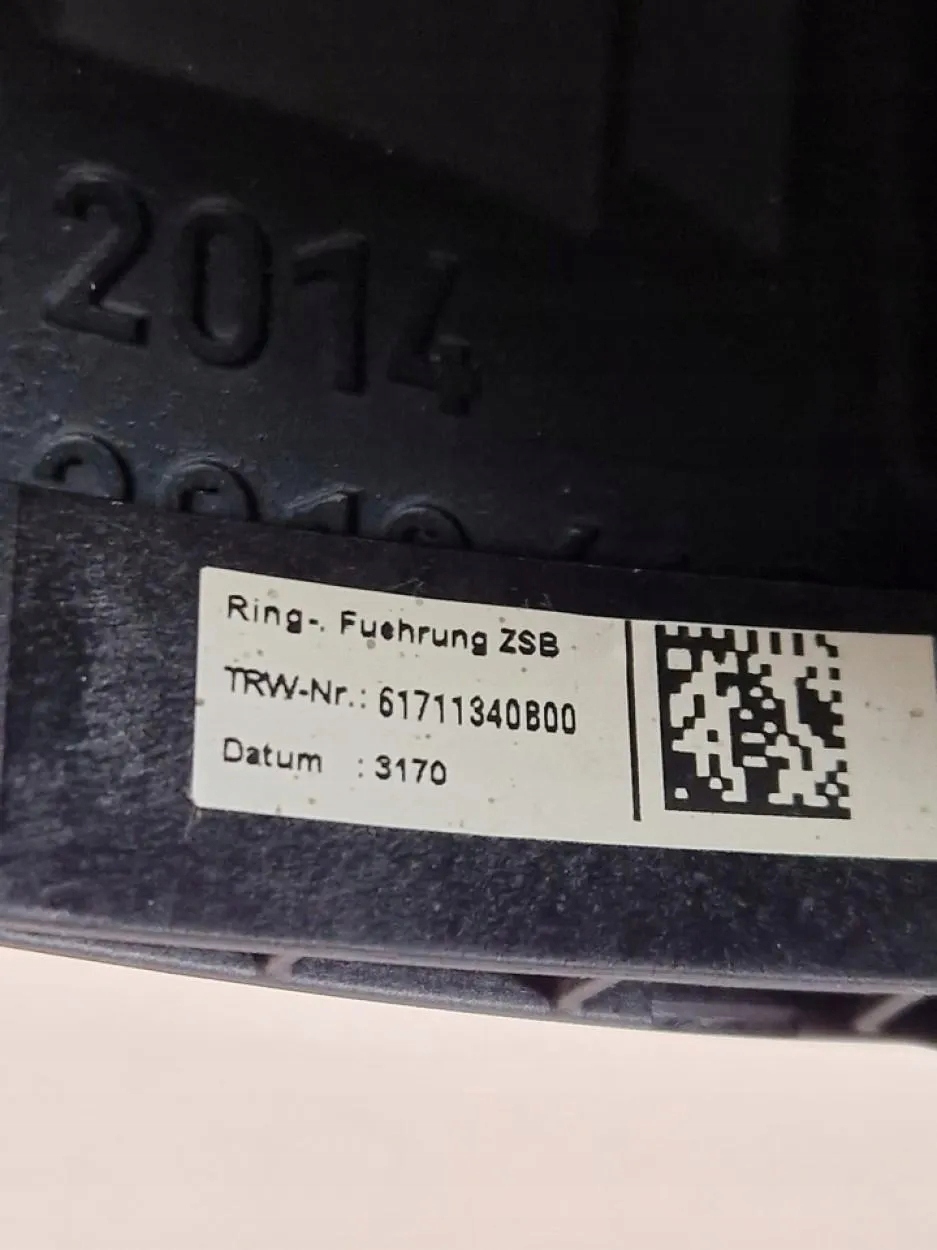 2014
Ring-. Fuehrung ZSB
TRW-Nr.: 61711340B00
Datum : 3170